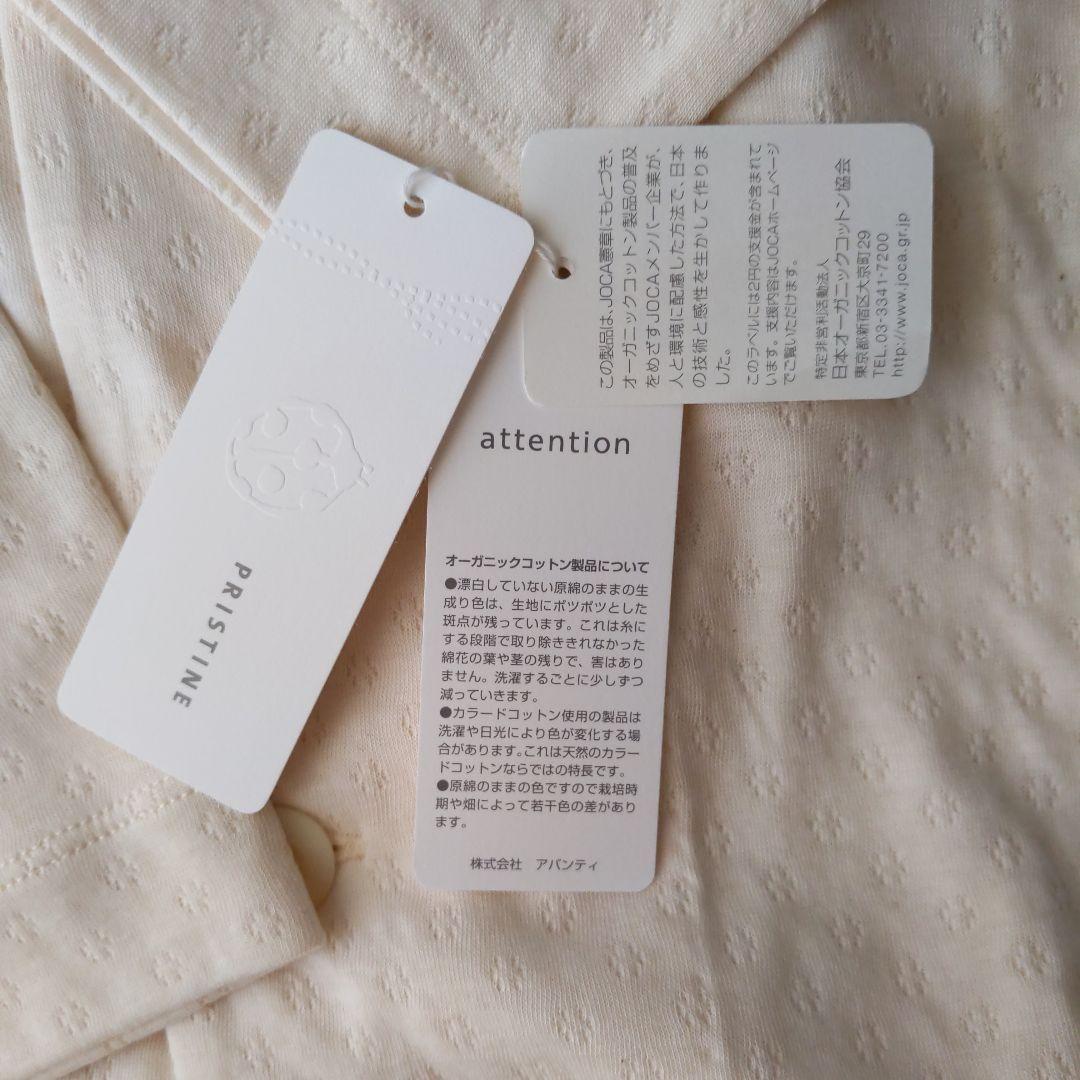 PRISTINE
この製品は、JOCA憲章にもとづき、
オーガニックコットン製品の普及
をめざすJOCAメンバー企業が、
人と環境に配慮した方法で、日本
の技術と感性を生かして作りま
した。
このラベルには2円の支援金が含まれて
います。支援内容はJOCAホームページ
でご覧いただけます。
特定非営利活動法人
日本オーガニックコットン協会
東京都新宿区大京町29
TEL.03-3341-7200
http://www.joca.gr.jp
attention
オーガニックコットン製品について
●漂白していない原綿のままの生
成り色は、生地にポツポツとした
斑点が残っています。これは糸に
する段階で取り除ききれなかった
綿花の葉や茎の残りで、害はあり
ません。洗濯するごとに少しずつ
減っていきます。
●カラードコットン使用の製品は
洗濯や日光により色が変化する場
合があります。これは天然のカラー
ドコットンならではの特長です。
●原綿のままの色ですので栽培時
期や畑によって若干色の差があり
ます。
株式会社 アバンティ